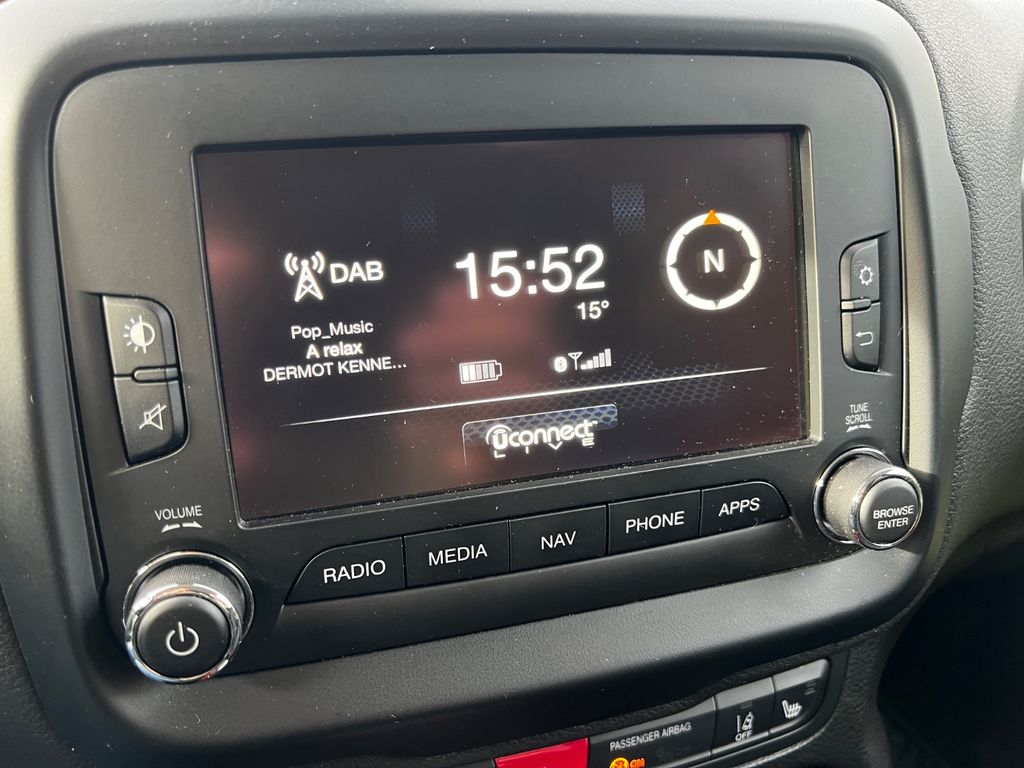 DAB
15:52
15°
N
Pop_Music
A relax
DERMOT KENNE...
uconnect
LIVE
TUNE
SCROLL
VOLUME
BROWSE
ENTER
RADIO
MEDIA
NAV
PHONE
APPS
PASSENGER AIRBAG
OFF